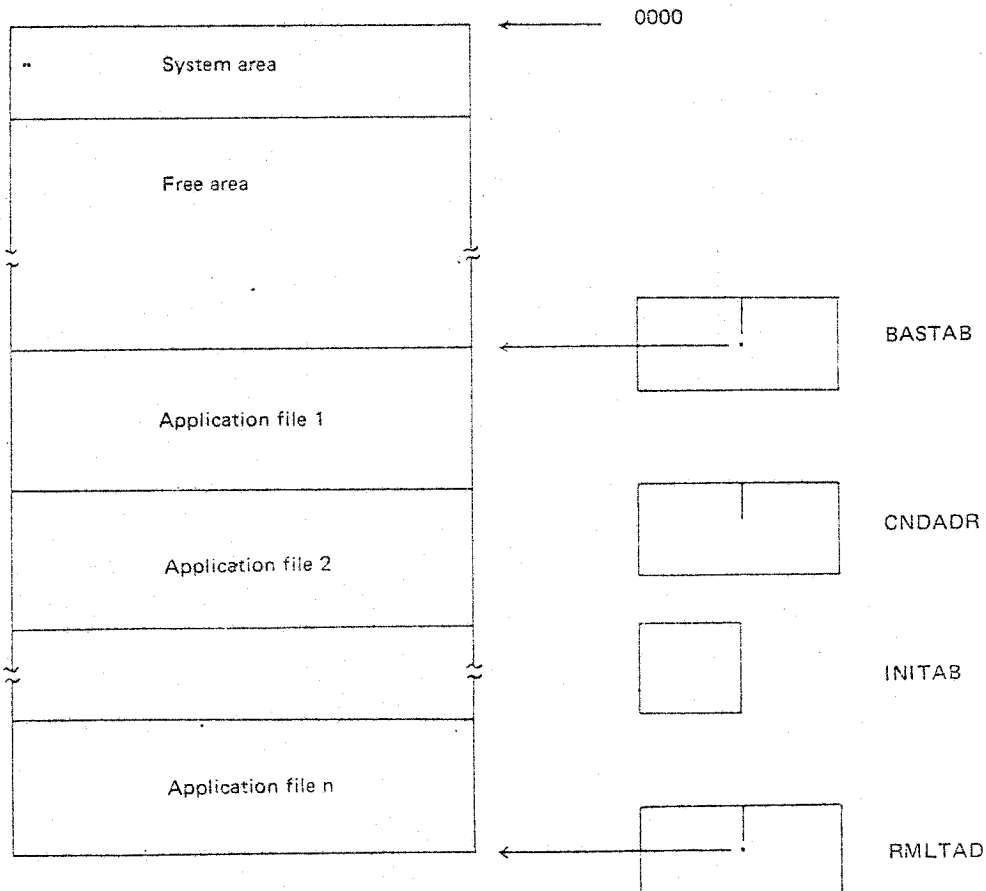 0000
System area
Free area
BASTAB
Application file 1
CNDADR
Application file 2
INITAB
Application file n
RMLTAD